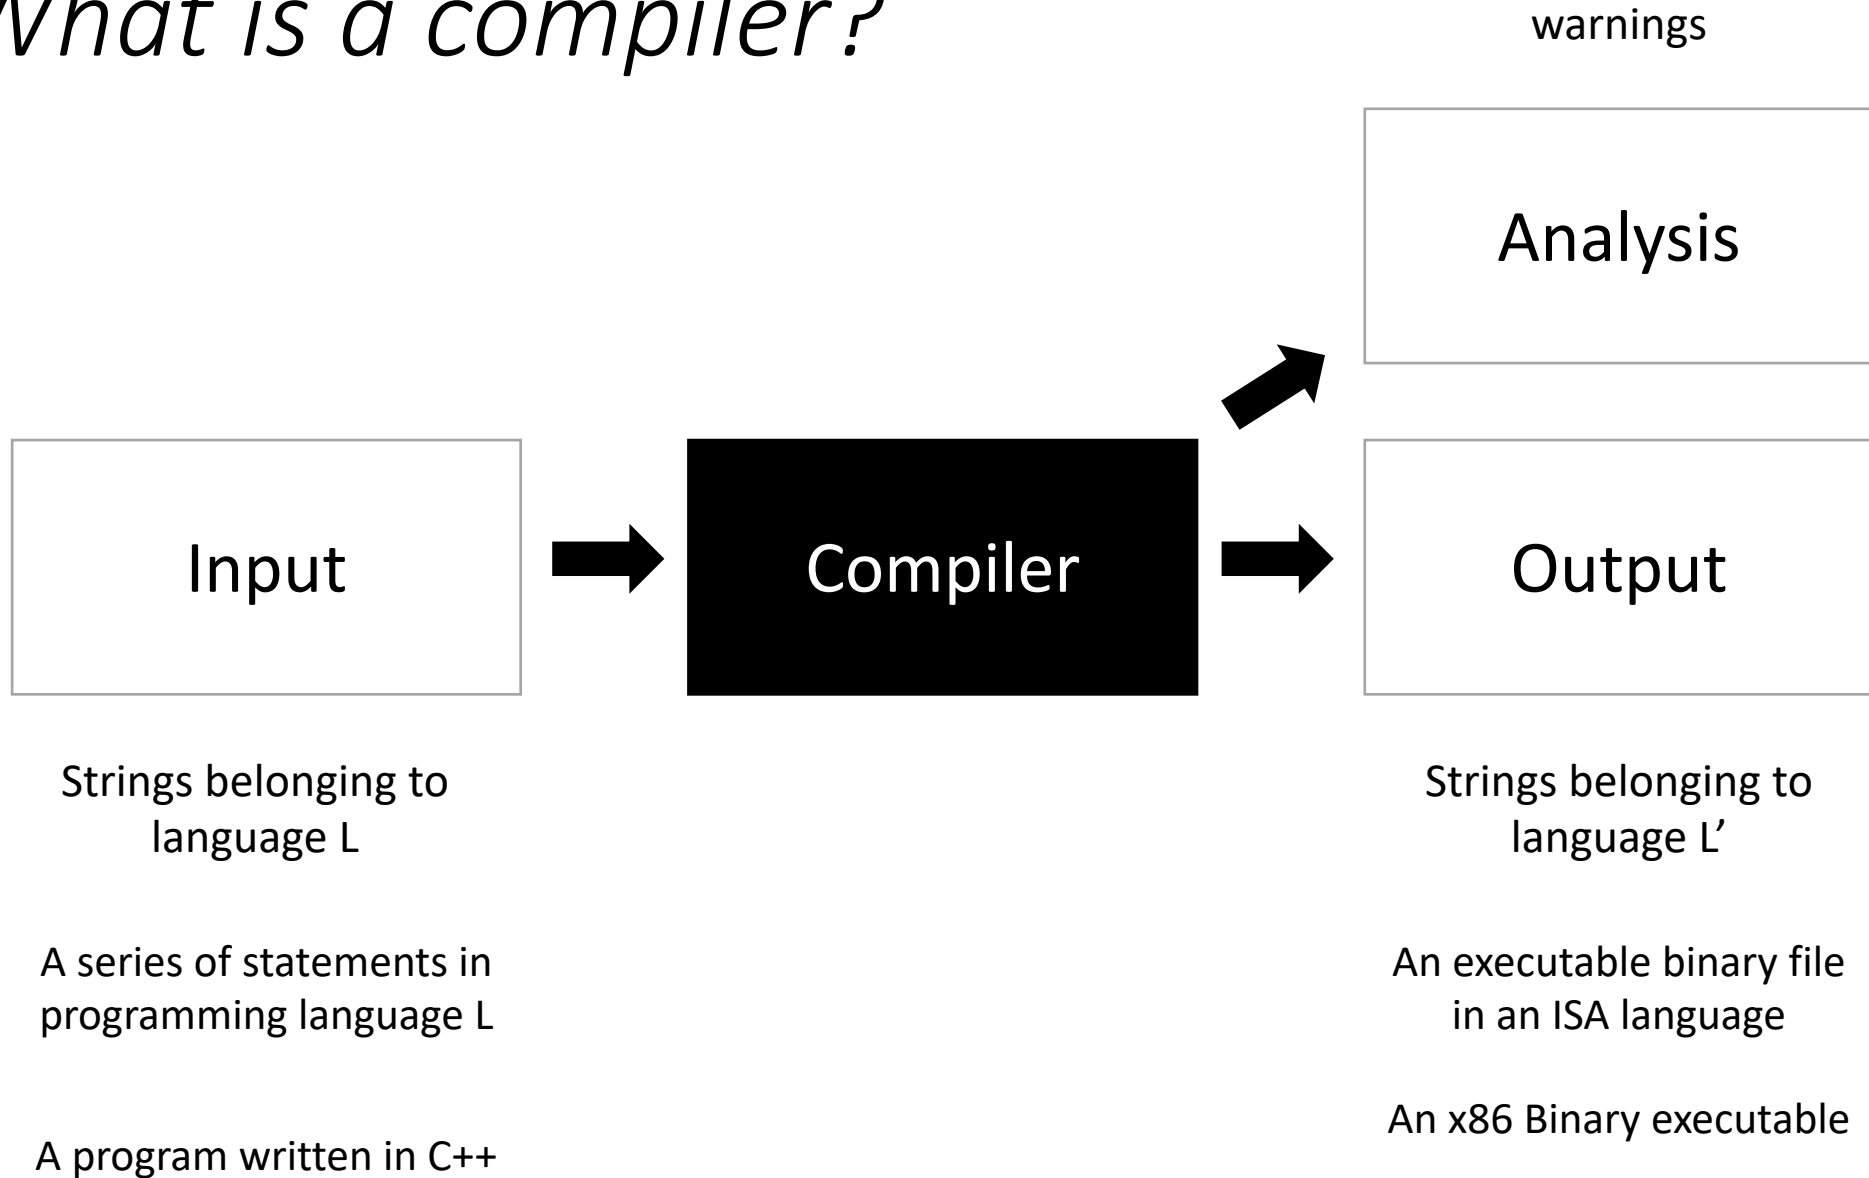 What is a compiler?
warnings
Analysis
Input
Compiler
Output
Strings belonging to
language L
Strings belonging to
language L’
A series of statements in
programming language L
An executable binary file
in an ISA language
A program written in C++
An x86 Binary executable